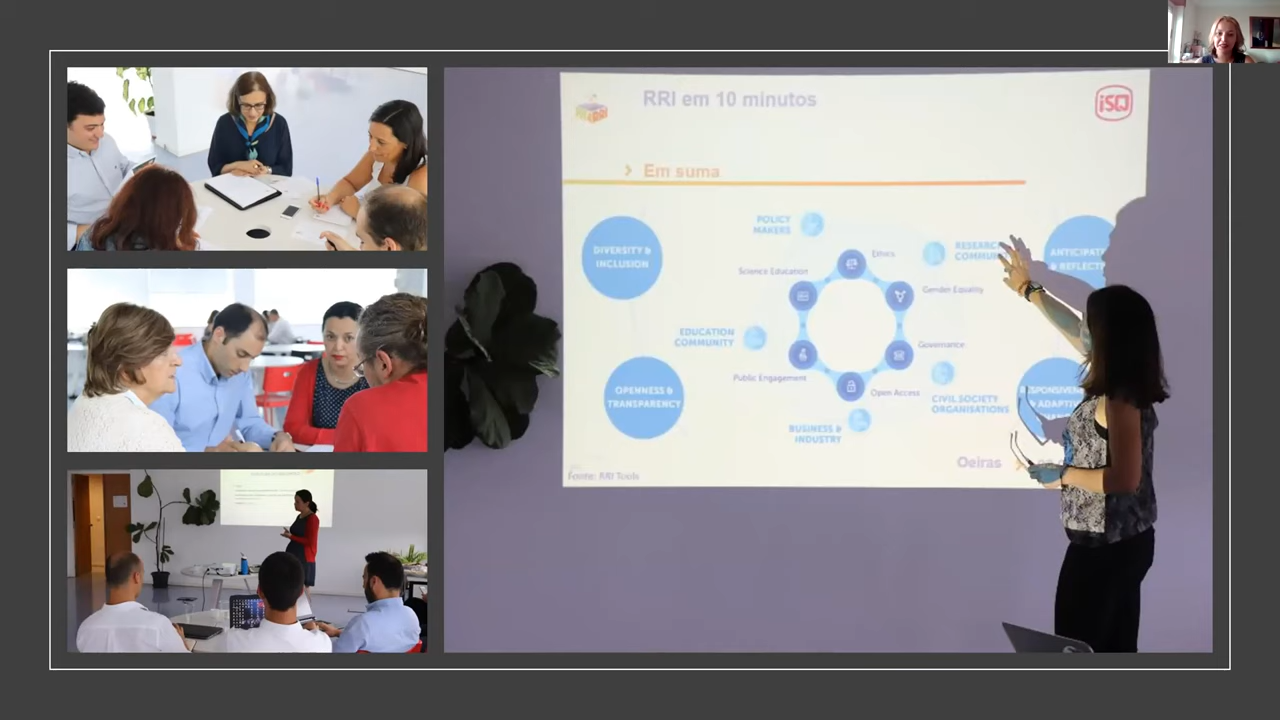 RRI em 10 minutos
iSQ
Em suma
POLICY
MAKERS
DIVERSITY &
INCLUSION
Ethics
RESEARCH
Science Education
Gender Equality
EDUCATION
COMMUNITY
Governance
Public Engagement
OPENNESS &
TRANSPARENCY
Open Access
CIVIL SOCIETY
ORGANISATIONS
BUSINESS &
INDUSTRY
Oeiras
Fonte: RRI Tools